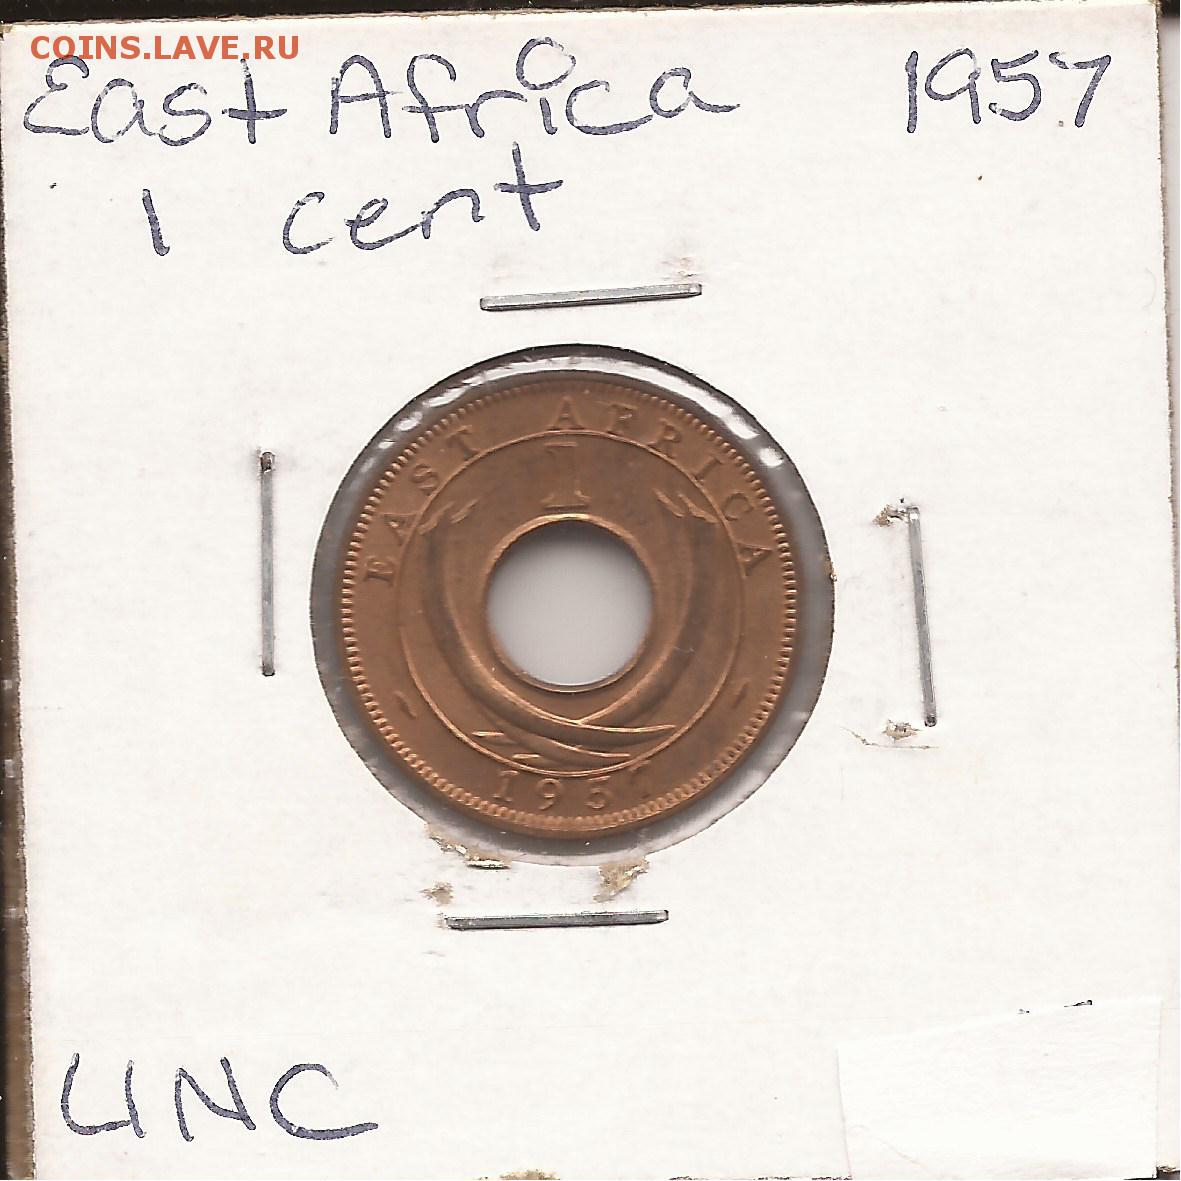 COINS.LAVE.RU
East Africa 1957
1 cent
EAST AFRICA
1
1957
UNC